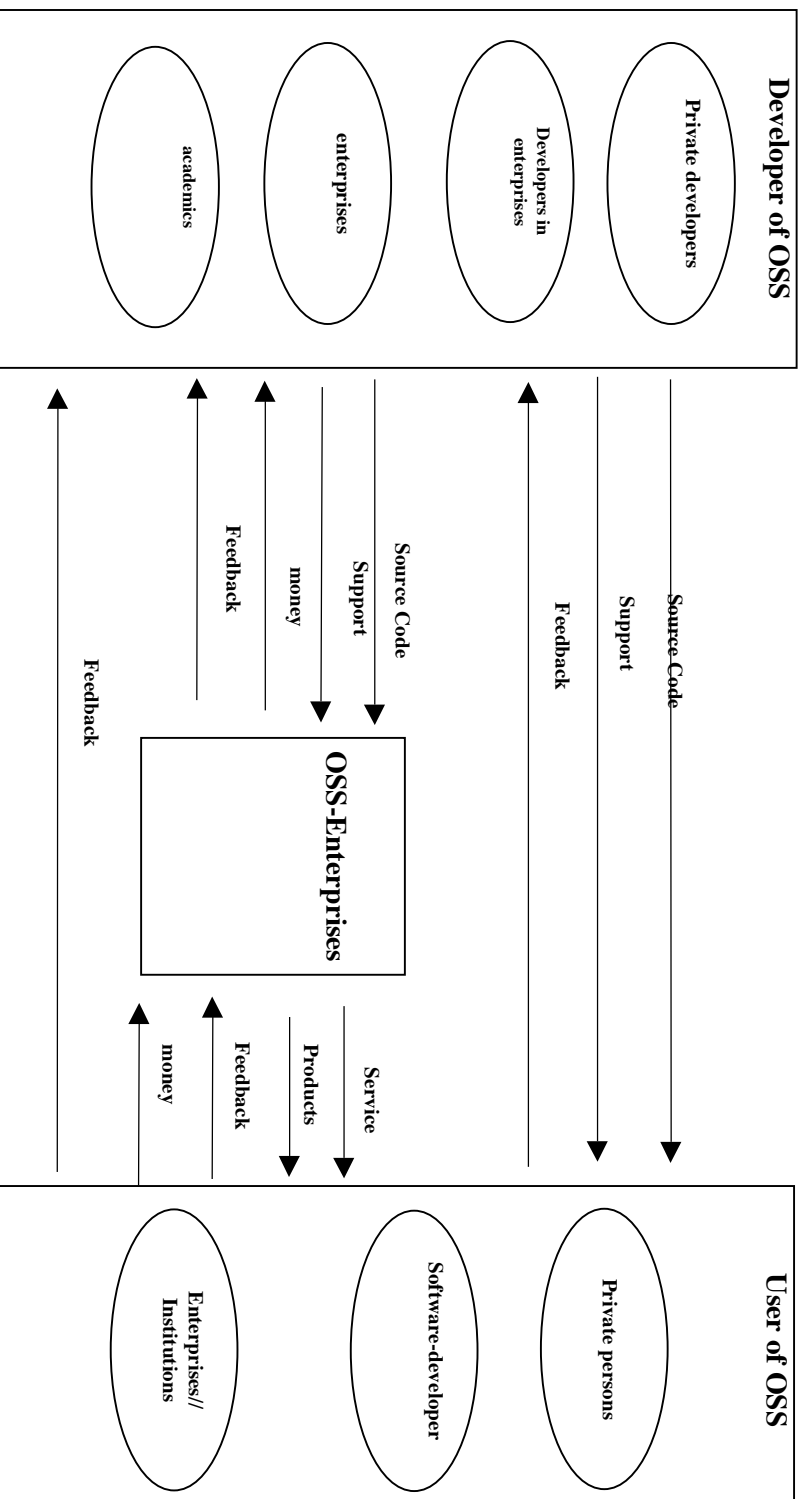 Developer of OSS
Private developers
Developers in
enterprises
enterprises
academics
Source Code
Support
Feedback
Source Code
Support
money
Feedback
Feedback
OSS-Enterprises
Service
Products
Feedback
money
User of OSS
Private persons
Software-developer
Enterprises//
Institutions